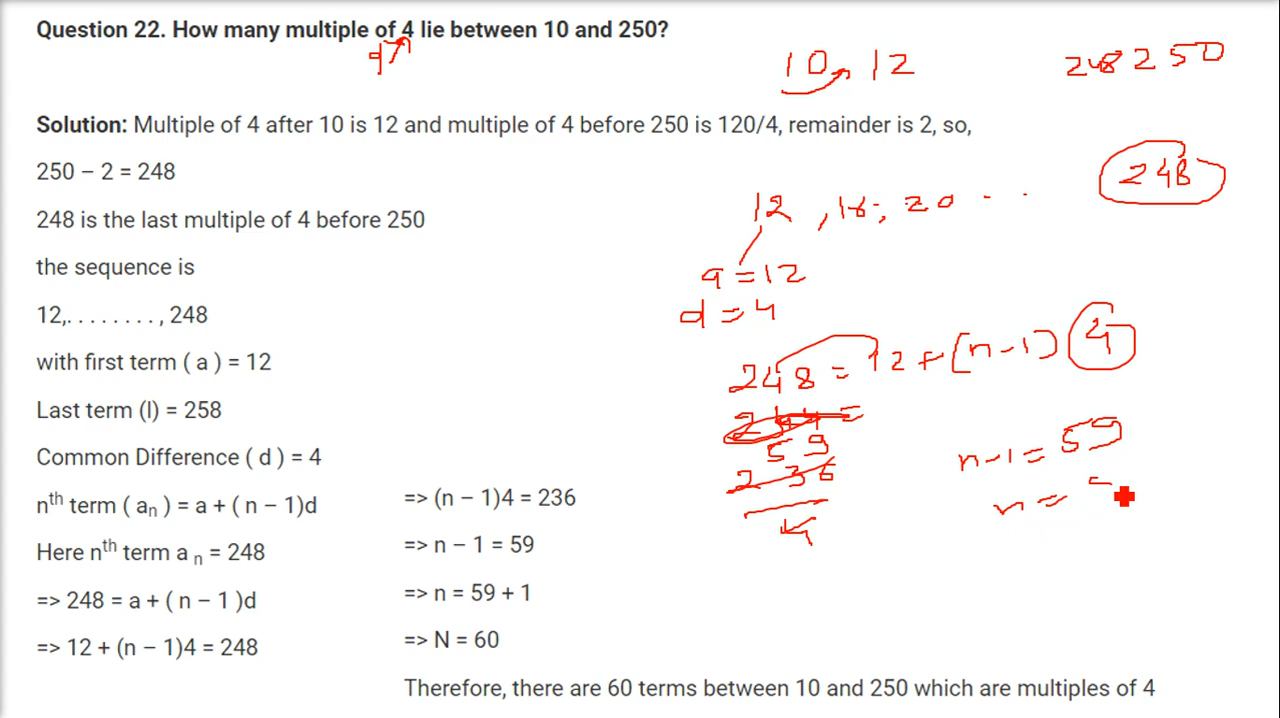 Question 22. How many multiple of 4 lie between 10 and 250?
10, 12 248 250
Solution: Multiple of 4 after 10 is 12 and multiple of 4 before 250 is 120/4, remainder is 2, so,
250 – 2 = 248
248
248 is the last multiple of 4 before 250
12, 16, 20 . .
the sequence is
a = 12
12,. . . . . . . . , 248
d = 4
with first term ( a ) = 12
248 = 12 + (n - 1) 4
Last term (l) = 258
244 =
Common Difference ( d ) = 4
59
236
4
n - 1 = 59
n =
nth term ( an ) = a + ( n – 1)d
Here nth term a n = 248
=> 248 = a + ( n – 1 )d
=> 12 + (n – 1)4 = 248
=> (n – 1)4 = 236
=> n – 1 = 59
=> n = 59 + 1
=> N = 60
Therefore, there are 60 terms between 10 and 250 which are multiples of 4